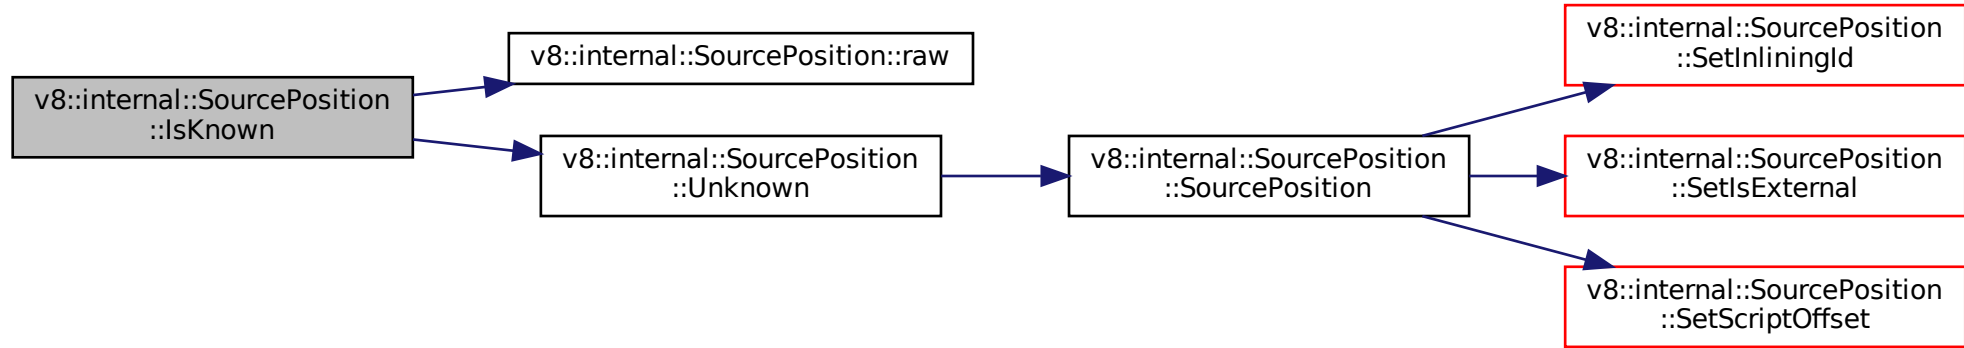 v8::internal::SourcePosition
::IsKnown
v8::internal::SourcePosition::raw
v8::internal::SourcePosition
::Unknown
v8::internal::SourcePosition
::SourcePosition
v8::internal::SourcePosition
::SetInliningId
v8::internal::SourcePosition
::SetIsExternal
v8::internal::SourcePosition
::SetScriptOffset